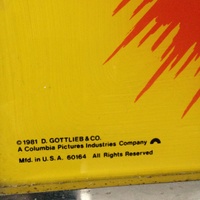 © 1981 D. GOTTLIEB & CO.
A Columbia Pictures Industries Company
Mfd. in U.S.A. 60164 All Rights Reserved